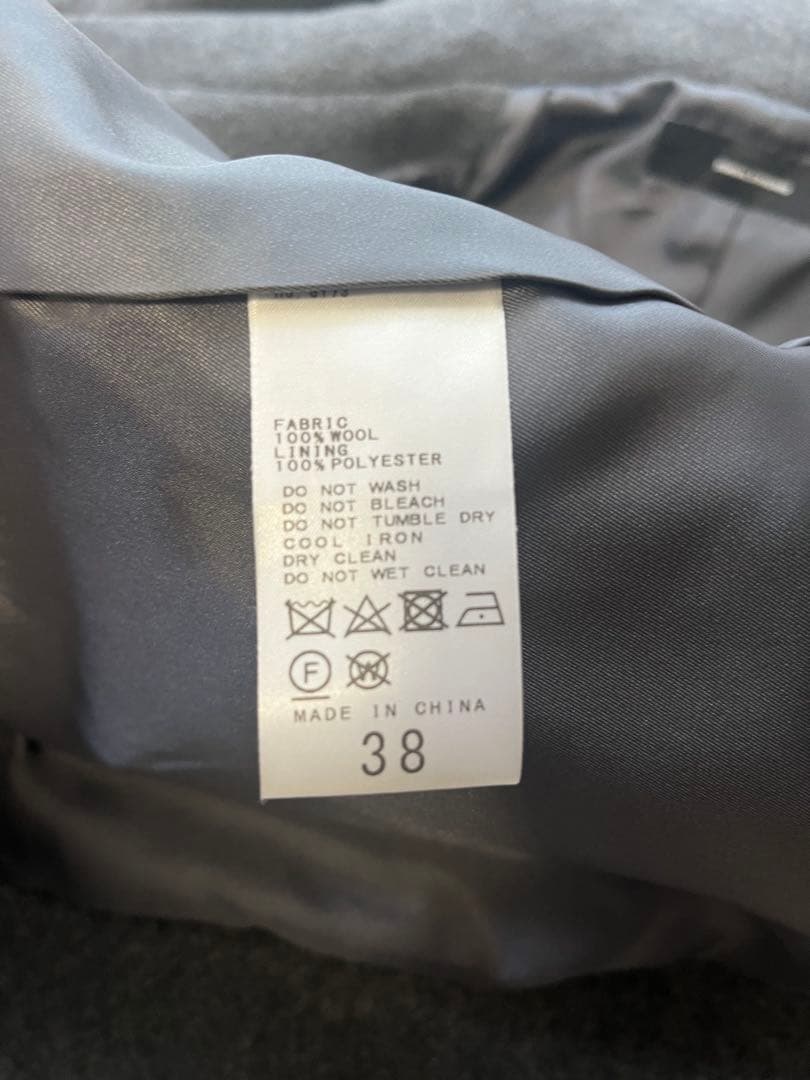 FABRIC
100% WOOL
LINING
100% POLYESTER
DO NOT WASH
DO NOT BLEACH
DO NOT TUMBLE DRY
COOL IRON
DRY CLEAN
DO NOT WET CLEAN
F W
MADE IN CHINA
38